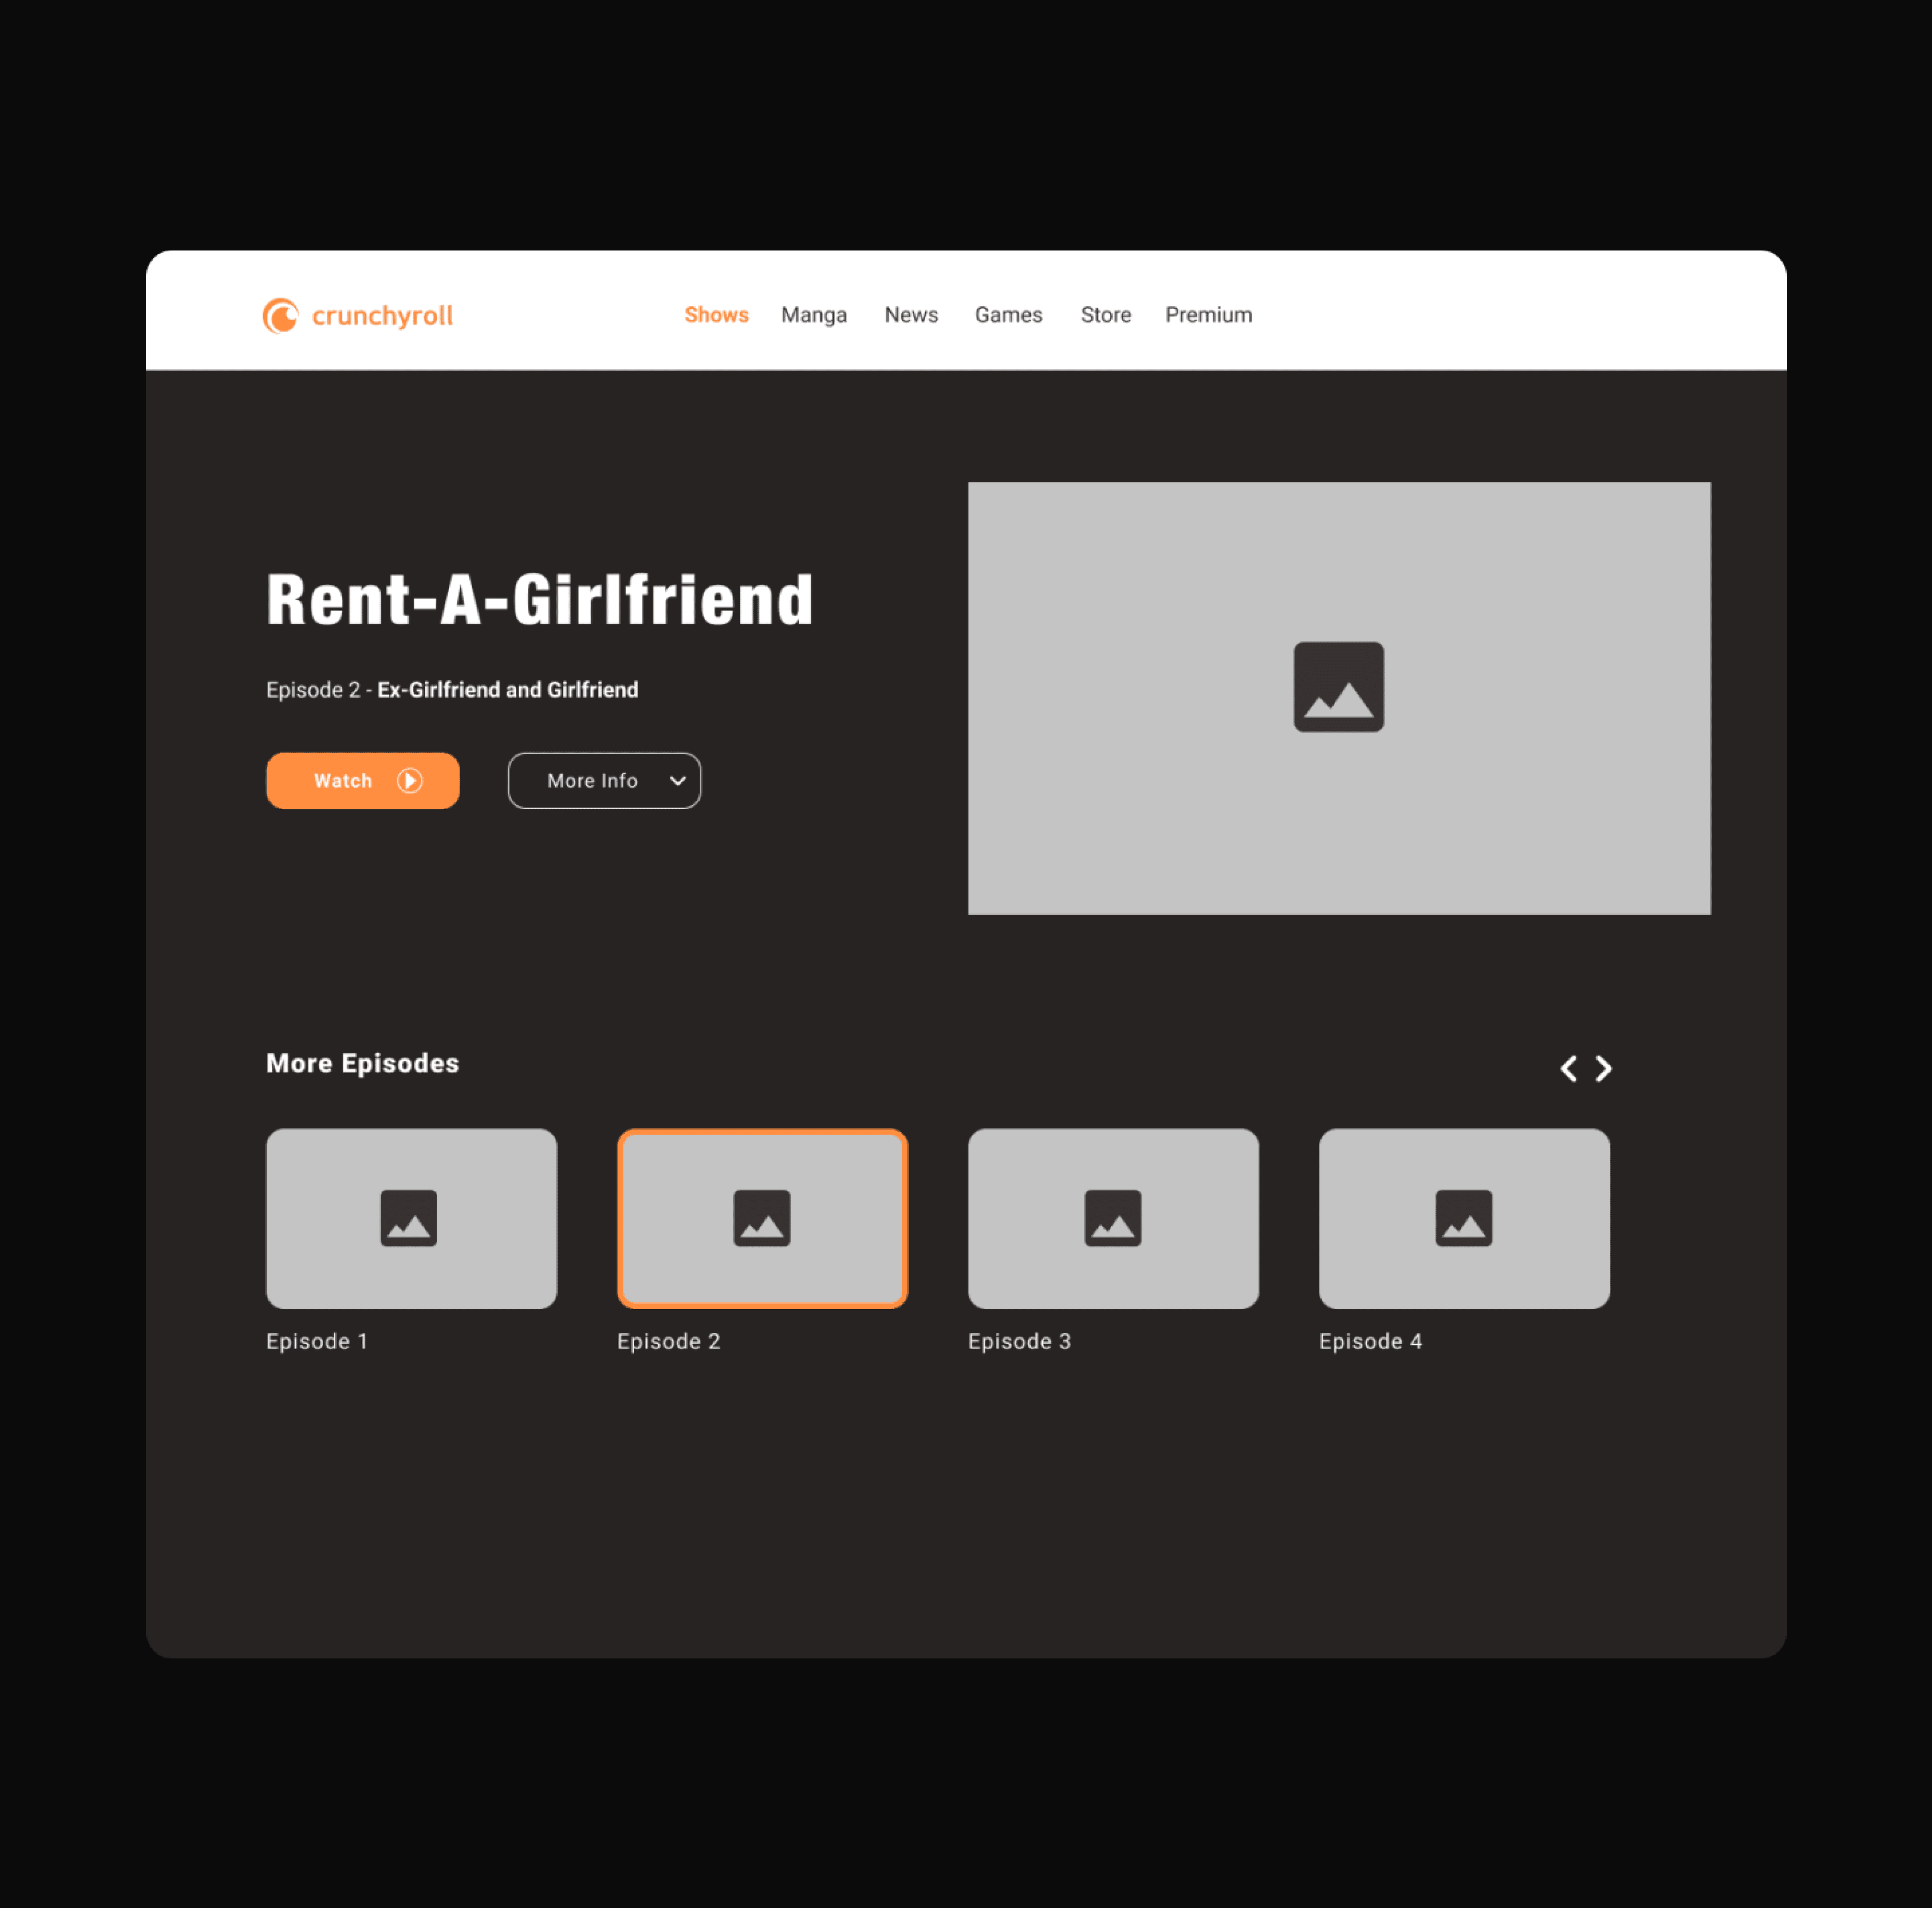 crunchyroll
Shows Manga News Games Store Premium
Rent-A-Girlfriend
Episode 2 - Ex-Girlfriend and Girlfriend
Watch More Info
More Episodes
Episode 1 Episode 2 Episode 3 Episode 4